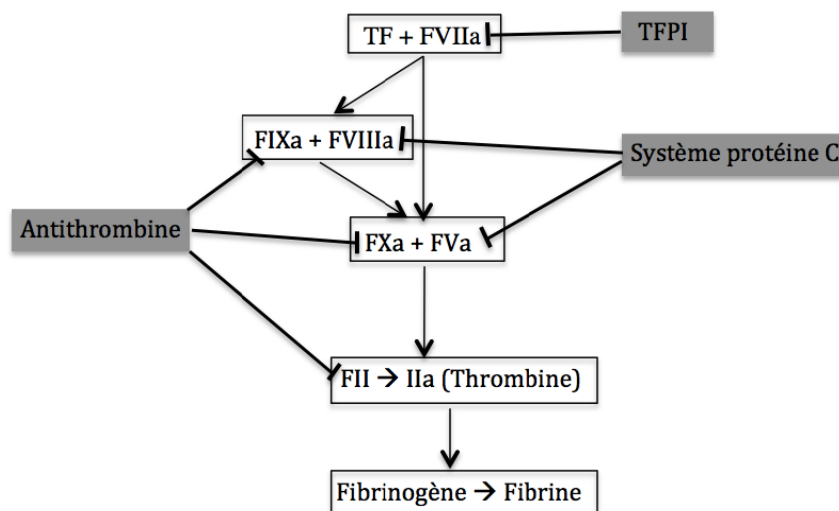 TF + FVIIa
TFPI
FIXa + FVIIIa
Système protéine C
Antithrombine
FXa + FVa
FII → IIa (Thrombine)
Fibrinogène → Fibrine